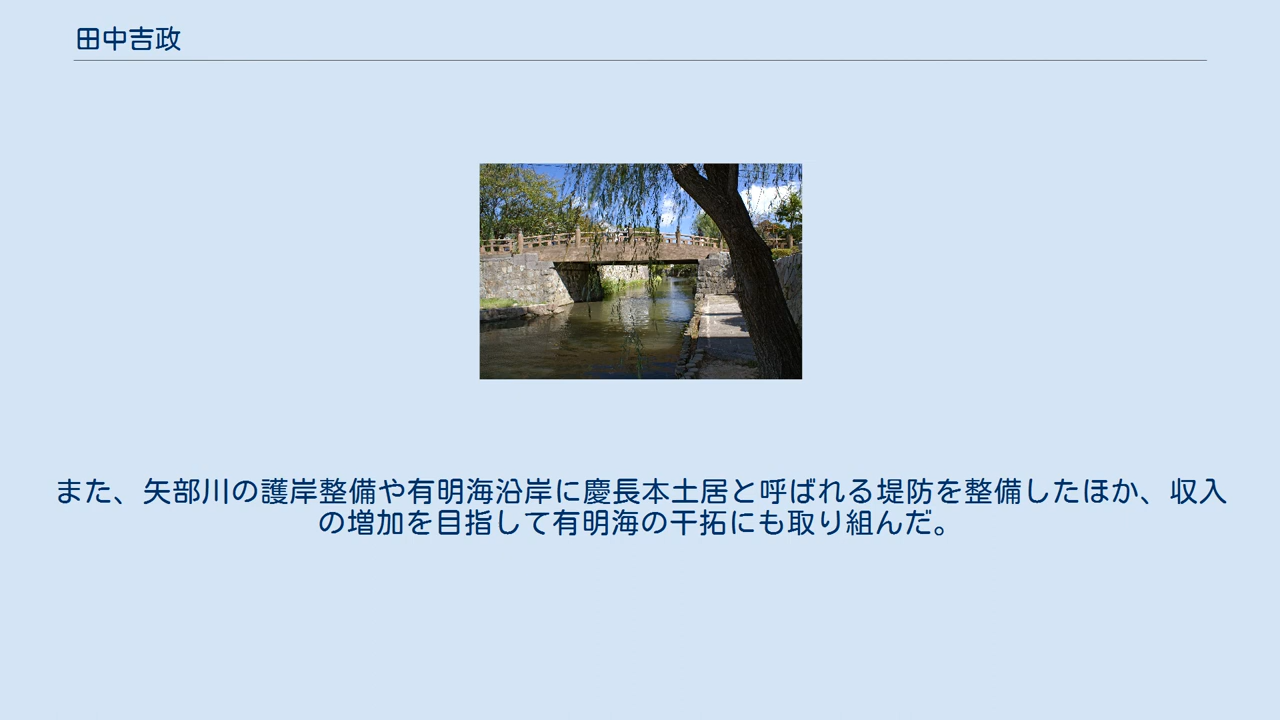 田中吉政
また、矢部川の護岸整備や有明海沿岸に慶長本土居と呼ばれる堤防を整備したほか、収入
の増加を目指して有明海の干拓にも取り組んだ。